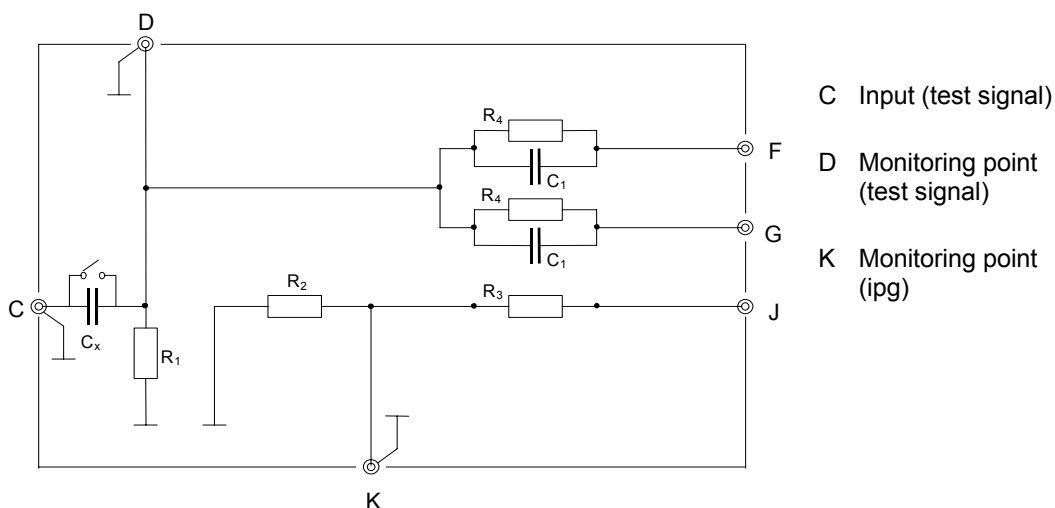 D
R4
C1
F
R4
C1
G
C
Cx
R1
R2
R3
J
K
C Input (test signal)
D Monitoring point
(test signal)
K Monitoring point
(ipg)